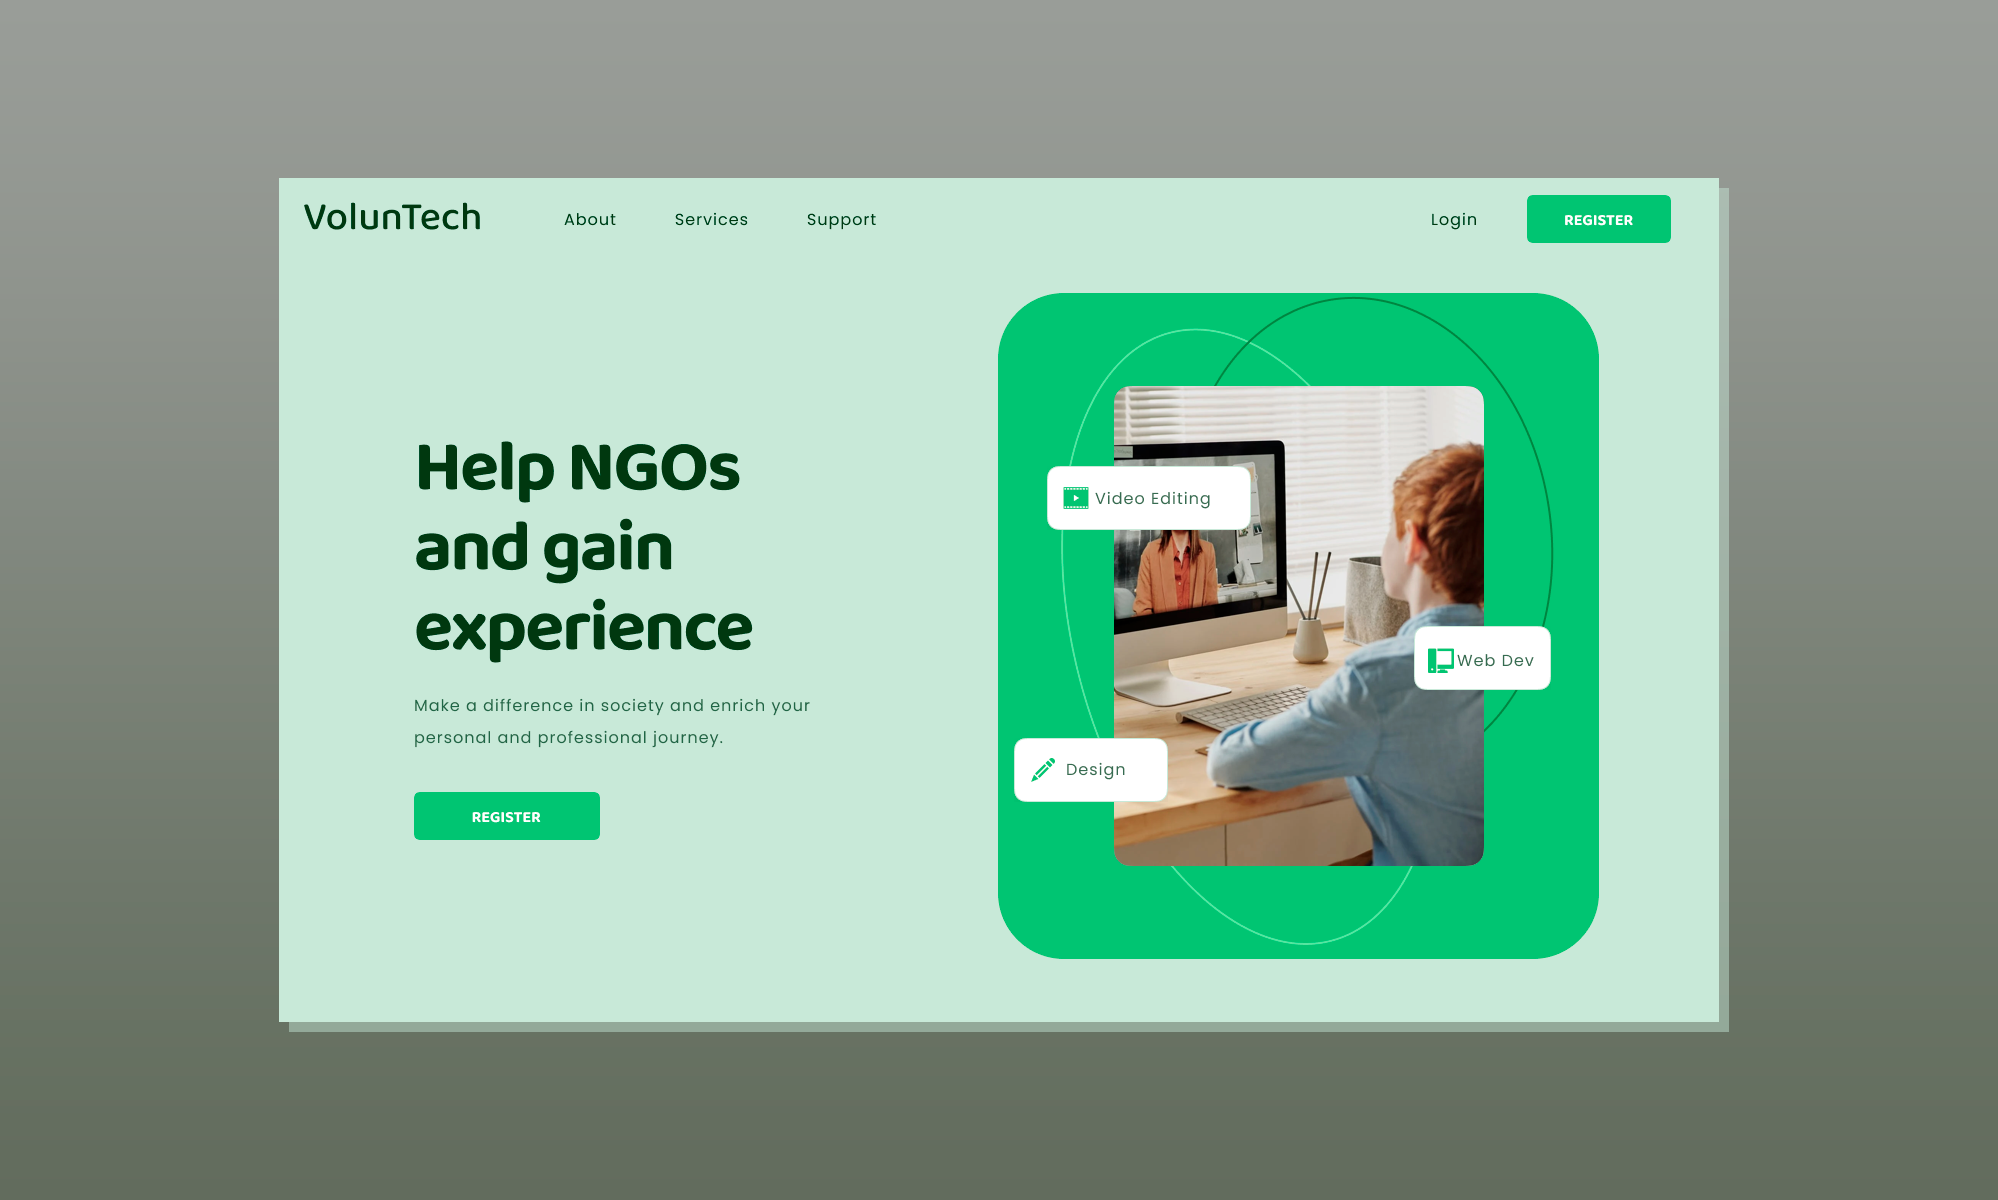 VolunTech
About
Services
Support
Login
REGISTER
Help NGOs
and gain
experience
Make a difference in society and enrich your
personal and professional journey.
REGISTER
Video Editing
Web Dev
Design